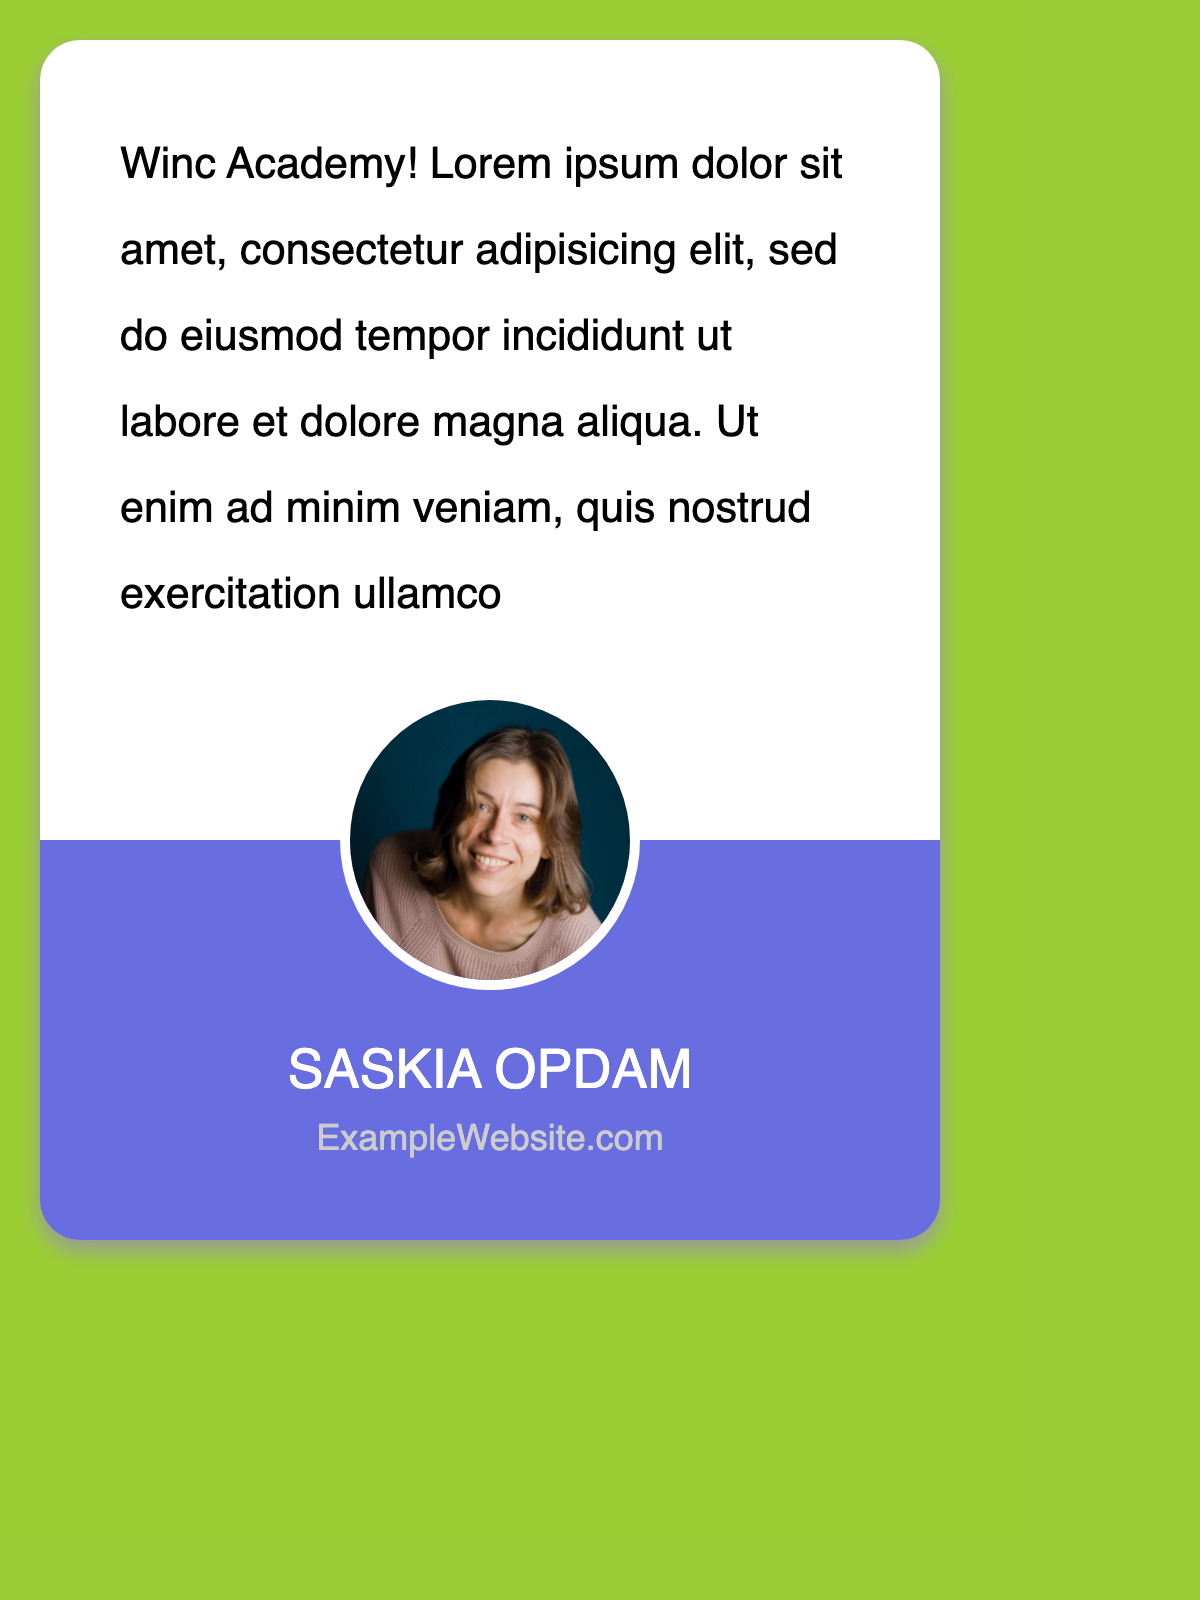 Winc Academy! Lorem ipsum dolor sit
amet, consectetur adipisicing elit, sed
do eiusmod tempor incididunt ut
labore et dolore magna aliqua. Ut
enim ad minim veniam, quis nostrud
exercitation ullamco
SASKIA OPDAM
ExampleWebsite.com